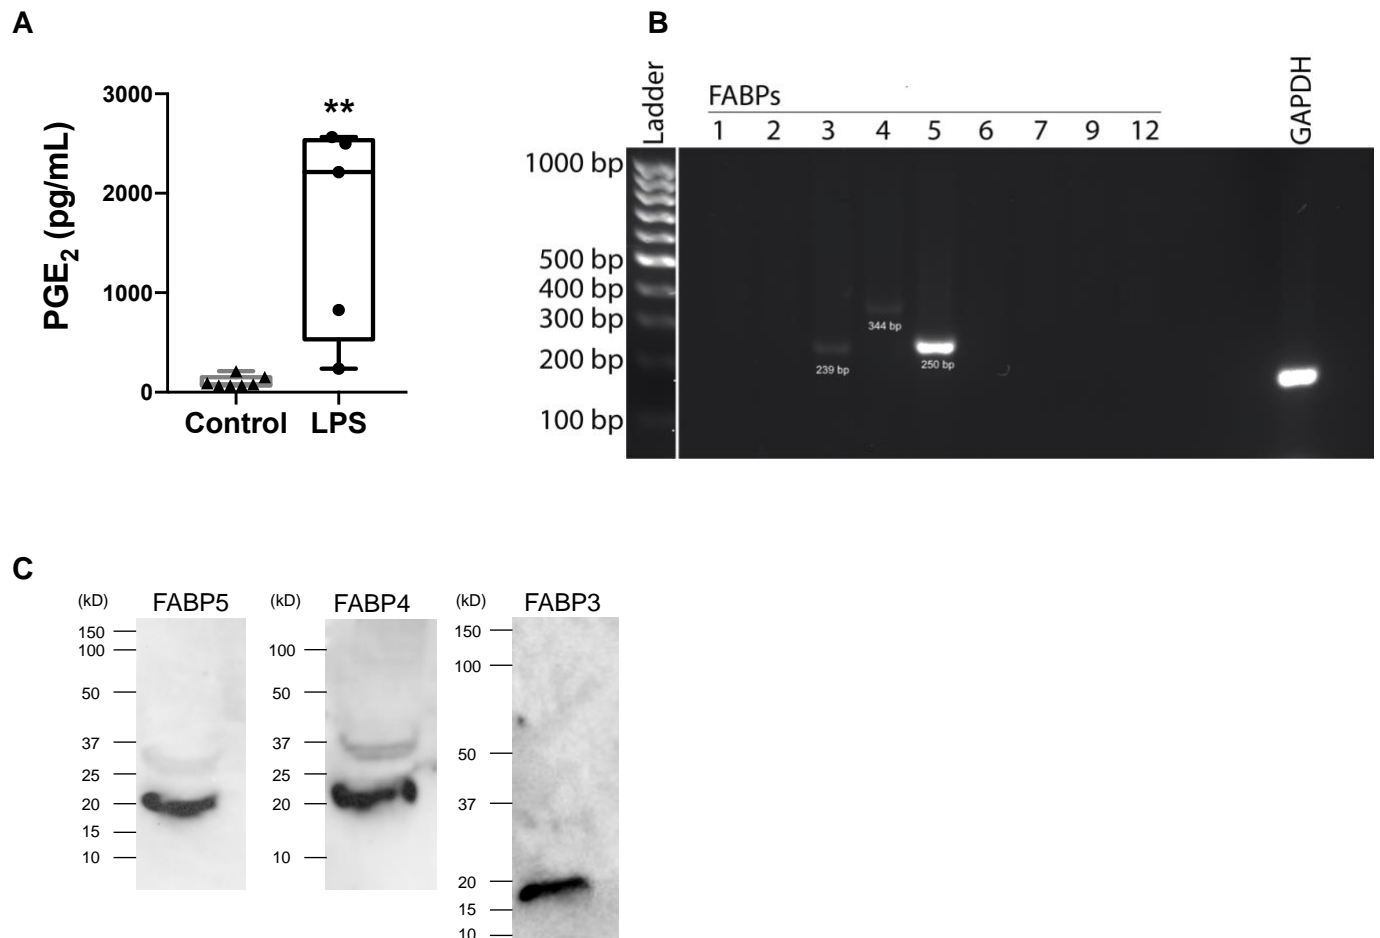 A
PGE2 (pg/mL)
3000
2000
1000
0
**
Control LPS
B
Ladder
FABPs
1 2 3 4 5 6 7 9 12
GAPDH
1000 bp
500 bp
400 bp
300 bp
200 bp
100 bp
344 bp
239 bp
250 bp
C
(kD) FABP5
150
100
50
37
25
20
15
10
(kD) FABP4
100
50
37
25
20
10
(kD) FABP3
150
100
50
37
20
15
10